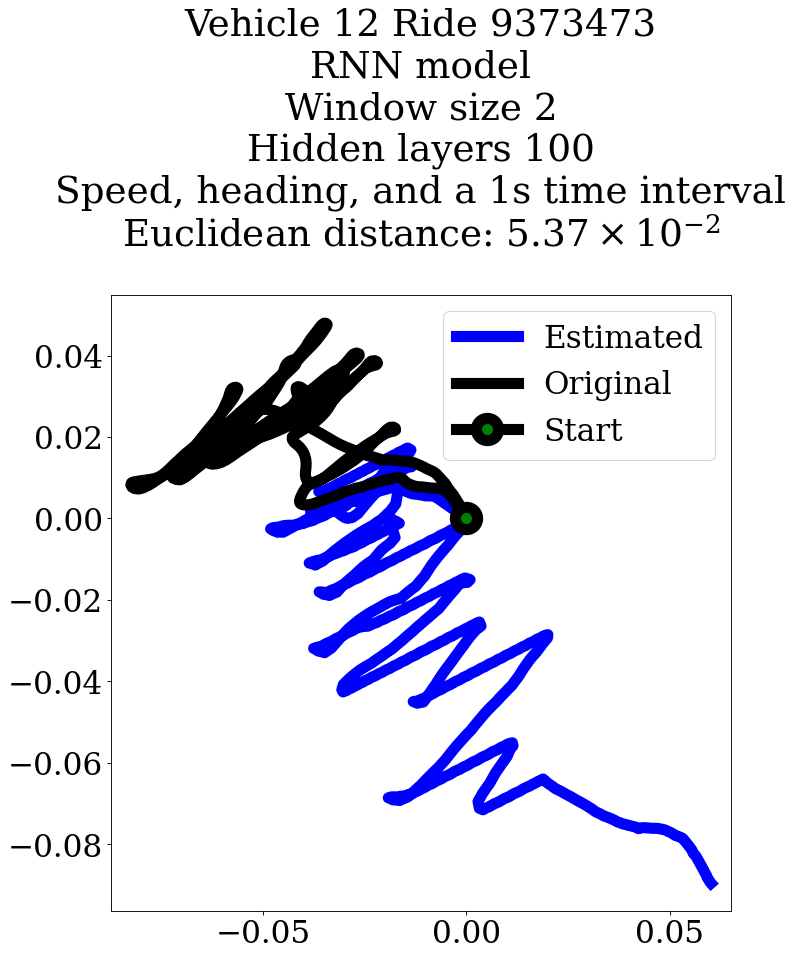 Vehicle 12 Ride 9373473
RNN model
Window size 2
Hidden layers 100
Speed, heading, and a 1s time interval
Euclidean distance: 5.37 × 10⁻²
Estimated
Original
Start
0.04
0.02
0.00
−0.02
−0.04
−0.06
−0.08
−0.05
0.00
0.05